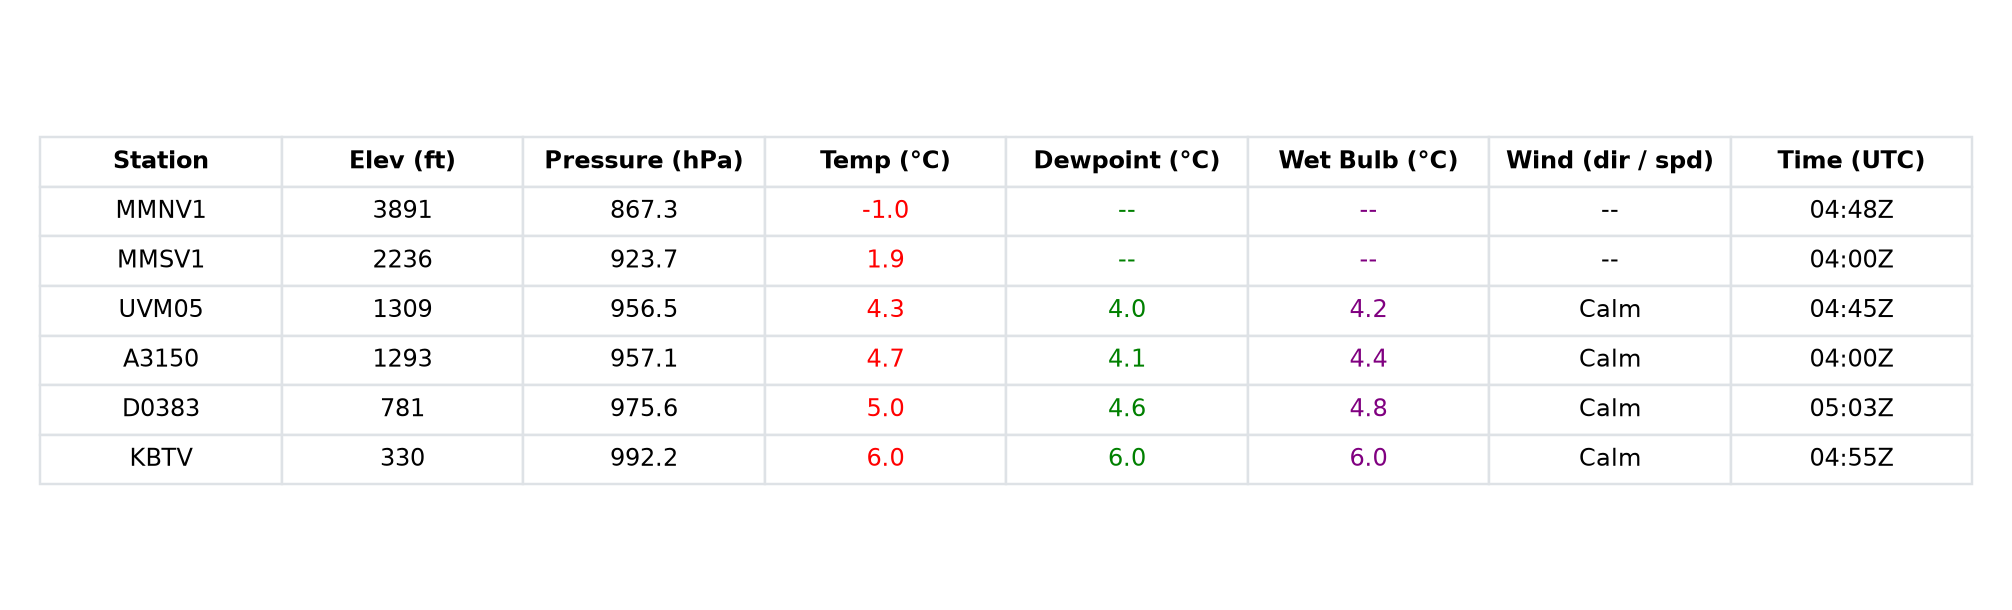 Station Elev (ft) Pressure (hPa) Temp (°C) Dewpoint (°C) Wet Bulb (°C) Wind (dir / spd) Time (UTC)
MMNV1 3891 867.3 -1.0 -- -- -- 04:48Z
MMSV1 2236 923.7 1.9 -- -- -- 04:00Z
UVM05 1309 956.5 4.3 4.0 4.2 Calm 04:45Z
A3150 1293 957.1 4.7 4.1 4.4 Calm 04:00Z
D0383 781 975.6 5.0 4.6 4.8 Calm 05:03Z
KBTV 330 992.2 6.0 6.0 6.0 Calm 04:55Z